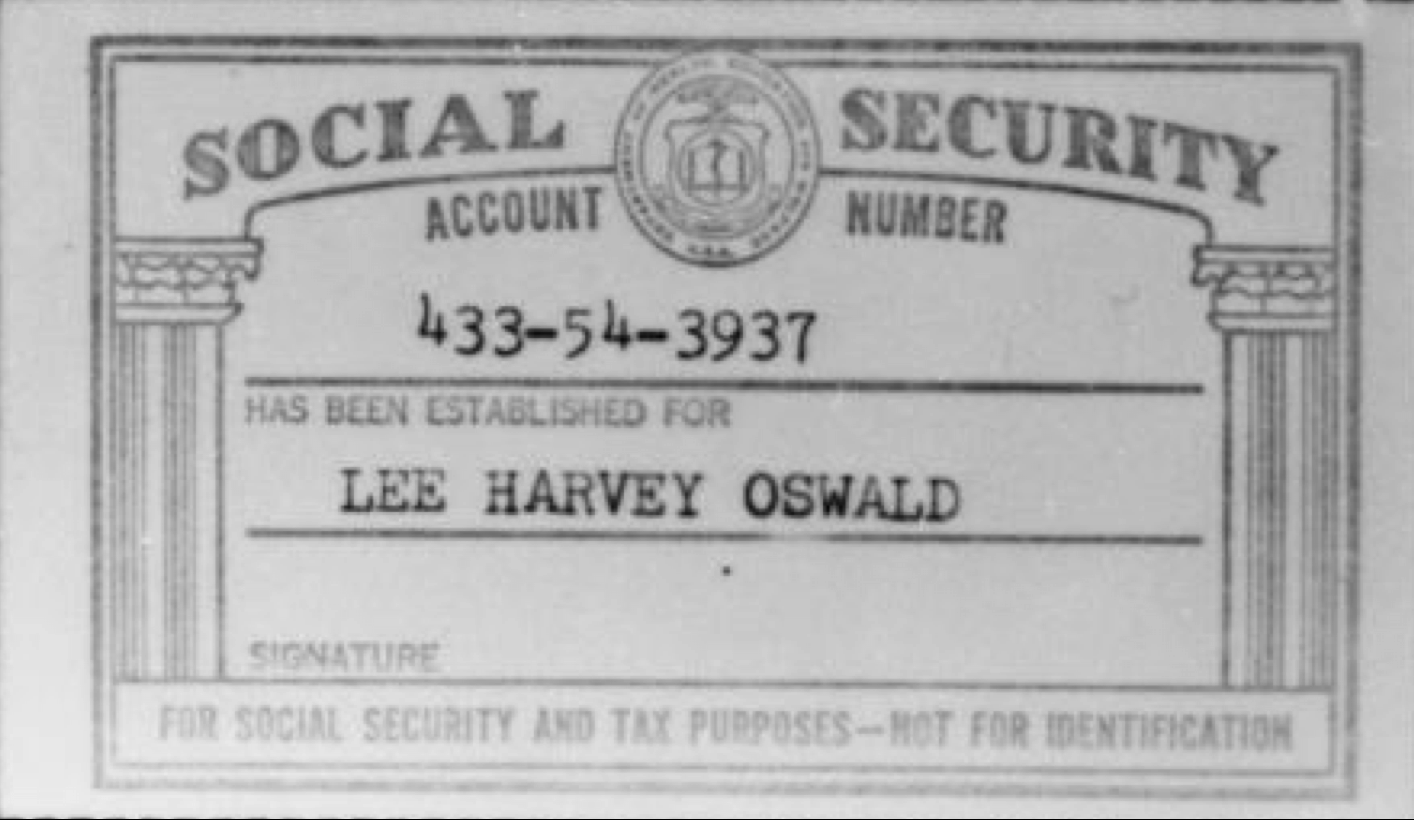 SOCIAL SECURITY
ACCOUNT NUMBER
433-54-3937
HAS BEEN ESTABLISHED FOR
LEE HARVEY OSWALD
SIGNATURE
FOR SOCIAL SECURITY AND TAX PURPOSES—NOT FOR IDENTIFICATION